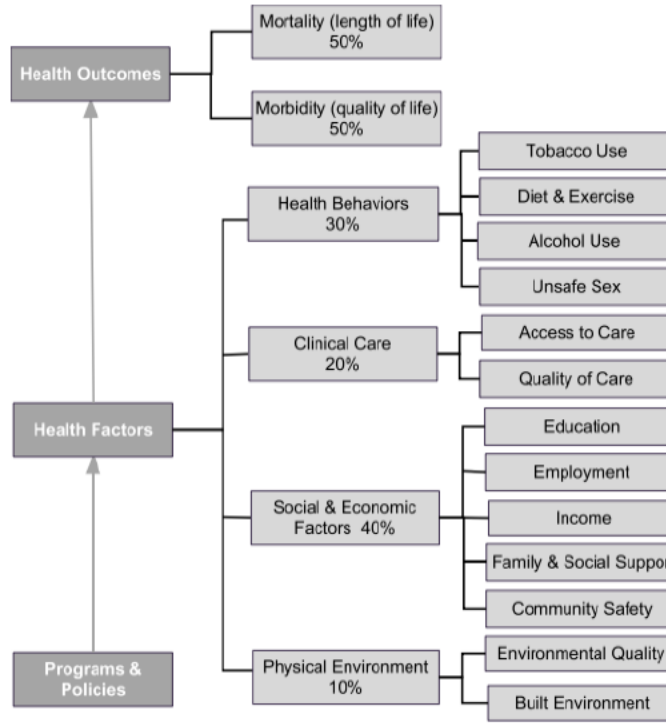 Mortality (length of life)
50%
Health Outcomes
Morbidity (quality of life)
50%
Tobacco Use
Diet & Exercise
Health Behaviors
30%
Alcohol Use
Unsafe Sex
Access to Care
Clinical Care
20%
Quality of Care
Education
Health Factors
Employment
Social & Economic
Factors 40%
Income
Family & Social Suppor
Community Safety
Environmental Quality
Programs &
Policies
Physical Environment
10%
Built Environment